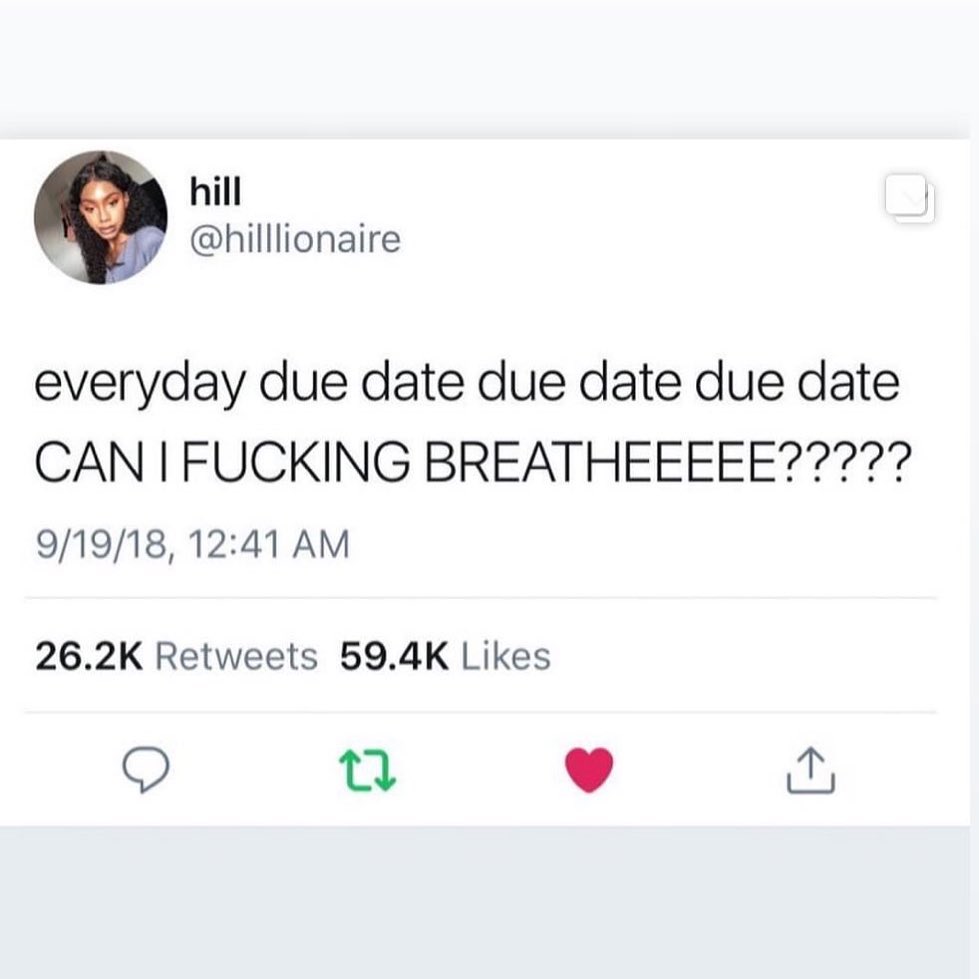 hill
@hilllionaire
everyday due date due date due date
CAN I FUCKING BREATHEEEEE?????
9/19/18, 12:41 AM
26.2K Retweets 59.4K Likes